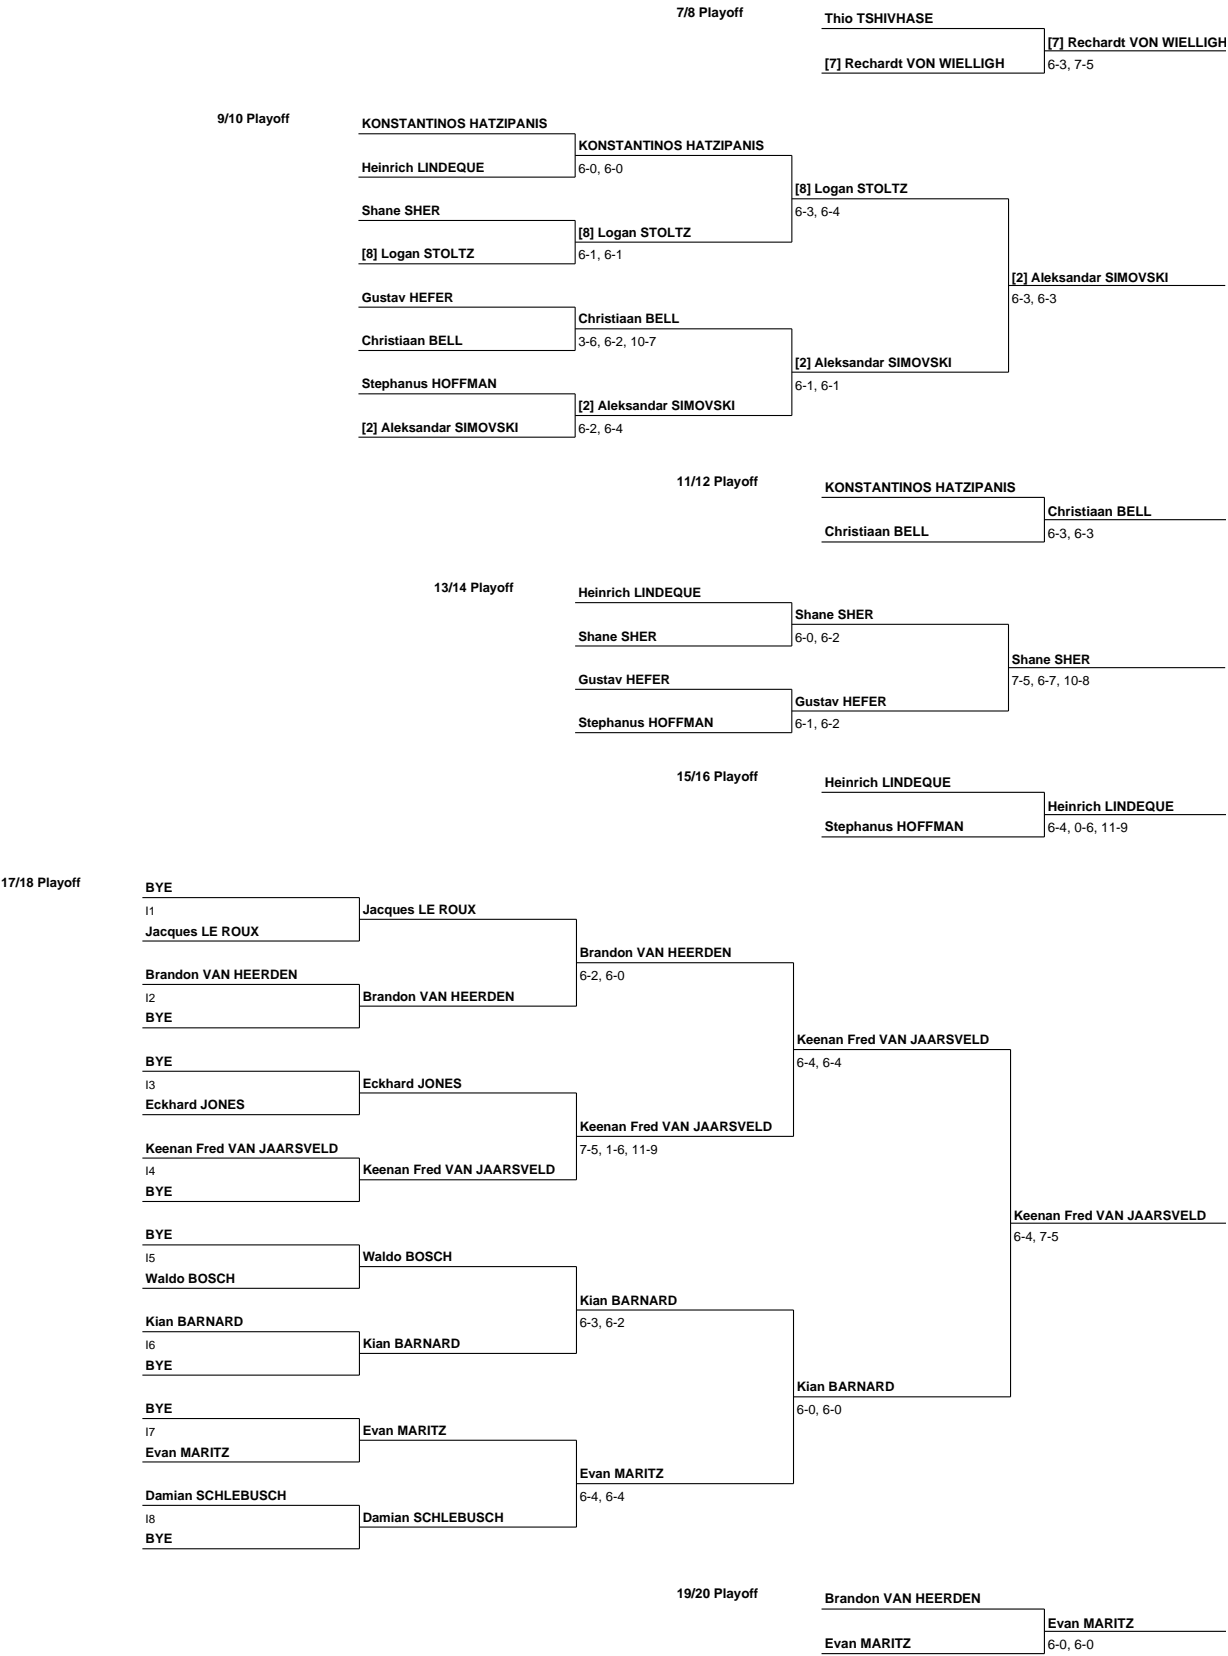 7/8 Playoff
Thio TSHIVHASE
[7] Rechardt VON WIELLIGH
[7] Rechardt VON WIELLIGH
6-3, 7-5
9/10 Playoff
KONSTANTINOS HATZIPANIS
KONSTANTINOS HATZIPANIS
Heinrich LINDEQUE
6-0, 6-0
[8] Logan STOLTZ
Shane SHER
6-3, 6-4
[8] Logan STOLTZ
[8] Logan STOLTZ
6-1, 6-1
[2] Aleksandar SIMOVSKI
Gustav HEFER
6-3, 6-3
Christiaan BELL
Christiaan BELL
3-6, 6-2, 10-7
[2] Aleksandar SIMOVSKI
Stephanus HOFFMAN
6-1, 6-1
[2] Aleksandar SIMOVSKI
[2] Aleksandar SIMOVSKI
6-2, 6-4
11/12 Playoff
KONSTANTINOS HATZIPANIS
Christiaan BELL
Christiaan BELL
6-3, 6-3
13/14 Playoff
Heinrich LINDEQUE
Shane SHER
Shane SHER
6-0, 6-2
Shane SHER
Gustav HEFER
7-5, 6-7, 10-8
Gustav HEFER
Stephanus HOFFMAN
6-1, 6-2
15/16 Playoff
Heinrich LINDEQUE
Heinrich LINDEQUE
Stephanus HOFFMAN
6-4, 0-6, 11-9
17/18 Playoff
BYE
I1
Jacques LE ROUX
Jacques LE ROUX
Brandon VAN HEERDEN
Brandon VAN HEERDEN
6-2, 6-0
I2
Brandon VAN HEERDEN
BYE
Keenan Fred VAN JAARSVELD
BYE
6-4, 6-4
I3
Eckhard JONES
Eckhard JONES
Keenan Fred VAN JAARSVELD
Keenan Fred VAN JAARSVELD
7-5, 1-6, 11-9
I4
Keenan Fred VAN JAARSVELD
BYE
Keenan Fred VAN JAARSVELD
BYE
6-4, 7-5
I5
Waldo BOSCH
Waldo BOSCH
Kian BARNARD
Kian BARNARD
6-3, 6-2
I6
Kian BARNARD
BYE
Kian BARNARD
BYE
6-0, 6-0
I7
Evan MARITZ
Evan MARITZ
Evan MARITZ
Damian SCHLEBUSCH
6-4, 6-4
I8
Damian SCHLEBUSCH
BYE
19/20 Playoff
Brandon VAN HEERDEN
Evan MARITZ
Evan MARITZ
6-0, 6-0